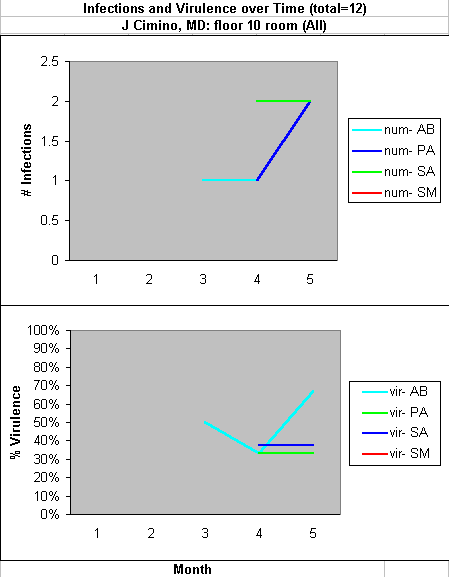 Infections and Virulence over Time (total=12)
J Cimino, MD: floor 10 room (All)
2.5
2
1.5
1
0.5
0
# Infections
1 2 3 4 5
num- AB
num- PA
num- SA
num- SM
100%
90%
80%
70%
60%
50%
40%
30%
20%
10%
0%
% Virulence
1 2 3 4 5
vir- AB
vir- PA
vir- SA
vir- SM
Month